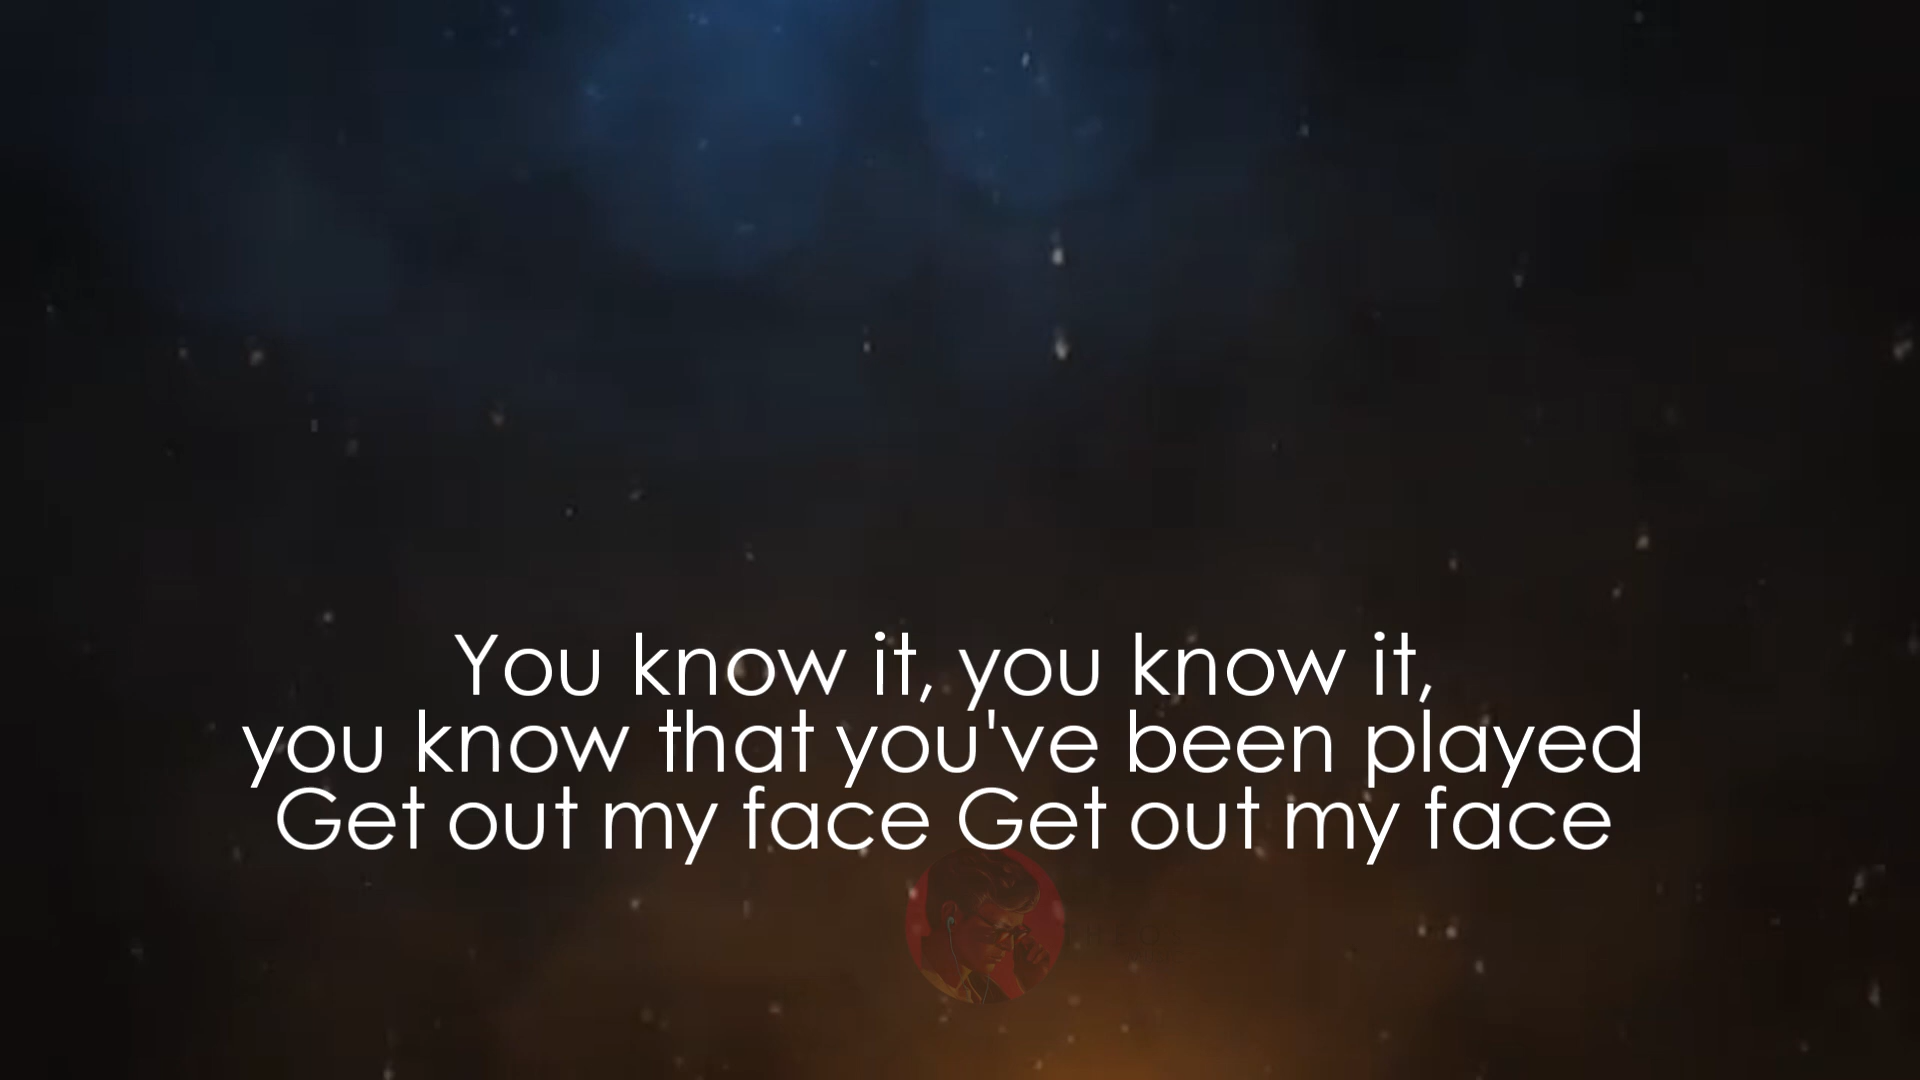 You know it, you know it,
you know that you've been played
Get out my face Get out my face